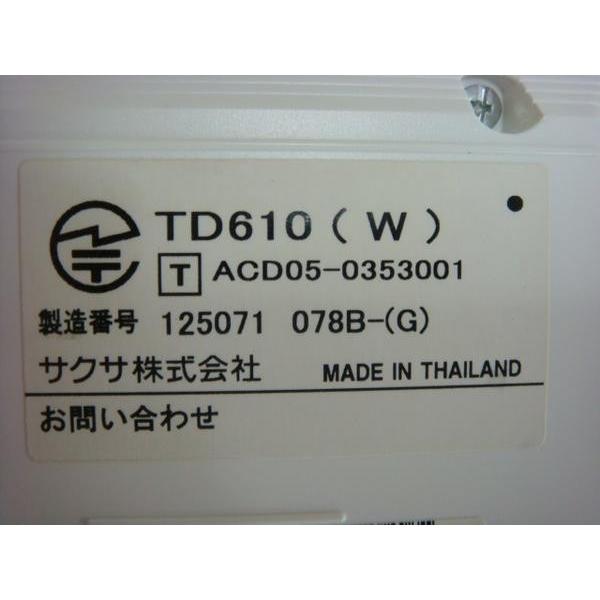 TD610 ( W )
T ACD05-0353001
製造番号 125071 078B-(G)
サクサ株式会社 MADE IN THAILAND
お問い合わせ